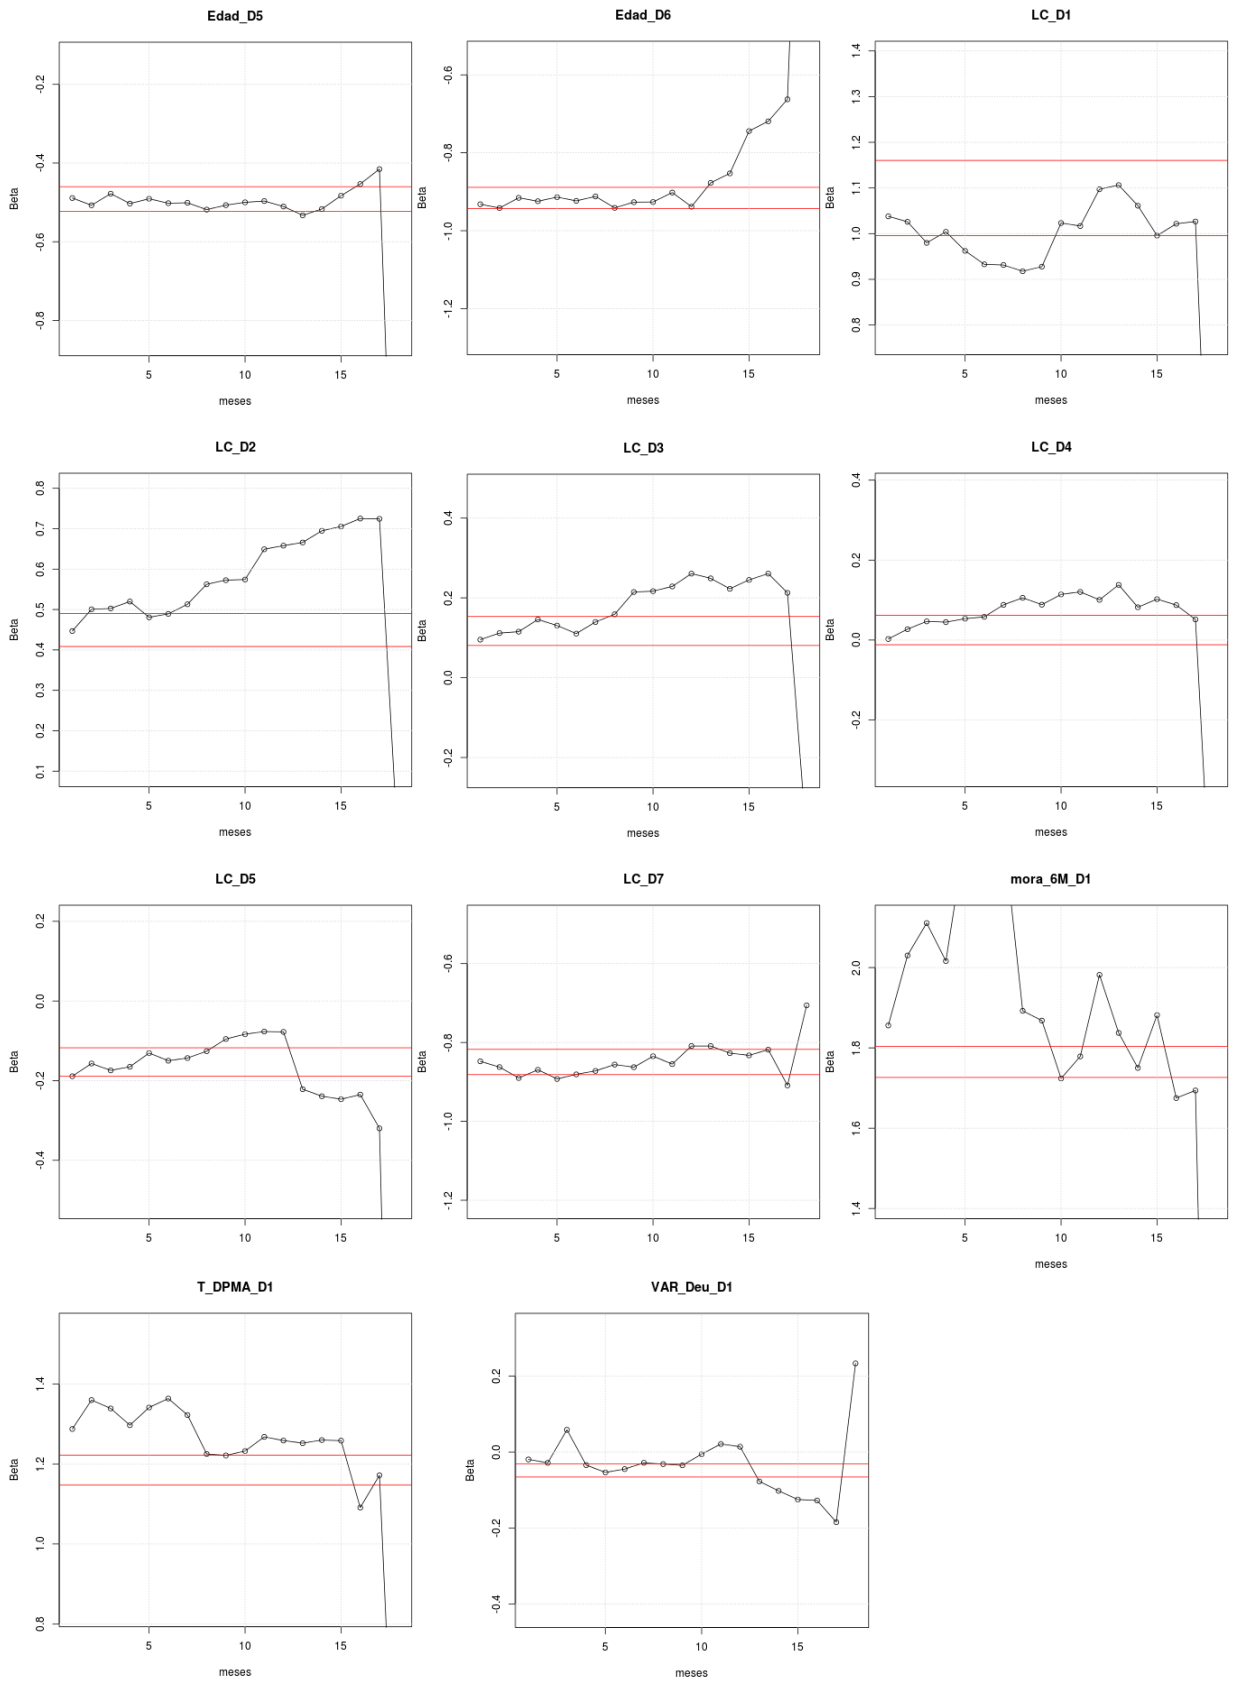 Edad_D5
Beta
-0.2
-0.4
-0.6
-0.8
5
10
15
meses
Edad_D6
Beta
-0.6
-0.8
-1.0
-1.2
5
10
15
meses
LC_D1
Beta
1.4
1.3
1.2
1.1
1.0
0.9
0.8
5
10
15
meses
LC_D2
Beta
0.8
0.7
0.6
0.5
0.4
0.3
0.2
0.1
5
10
15
meses
LC_D3
Beta
0.4
0.2
0.0
-0.2
5
10
15
meses
LC_D4
Beta
0.4
0.2
0.0
-0.2
5
10
15
meses
LC_D5
Beta
0.2
0.0
-0.2
-0.4
5
10
15
meses
LC_D7
Beta
-0.6
-0.8
-1.0
-1.2
5
10
15
meses
mora_6M_D1
Beta
2.0
1.8
1.6
1.4
5
10
15
meses
T_DPMA_D1
Beta
1.4
1.2
1.0
0.8
5
10
15
meses
VAR_Deu_D1
Beta
0.2
0.0
-0.2
-0.4
5
10
15
meses